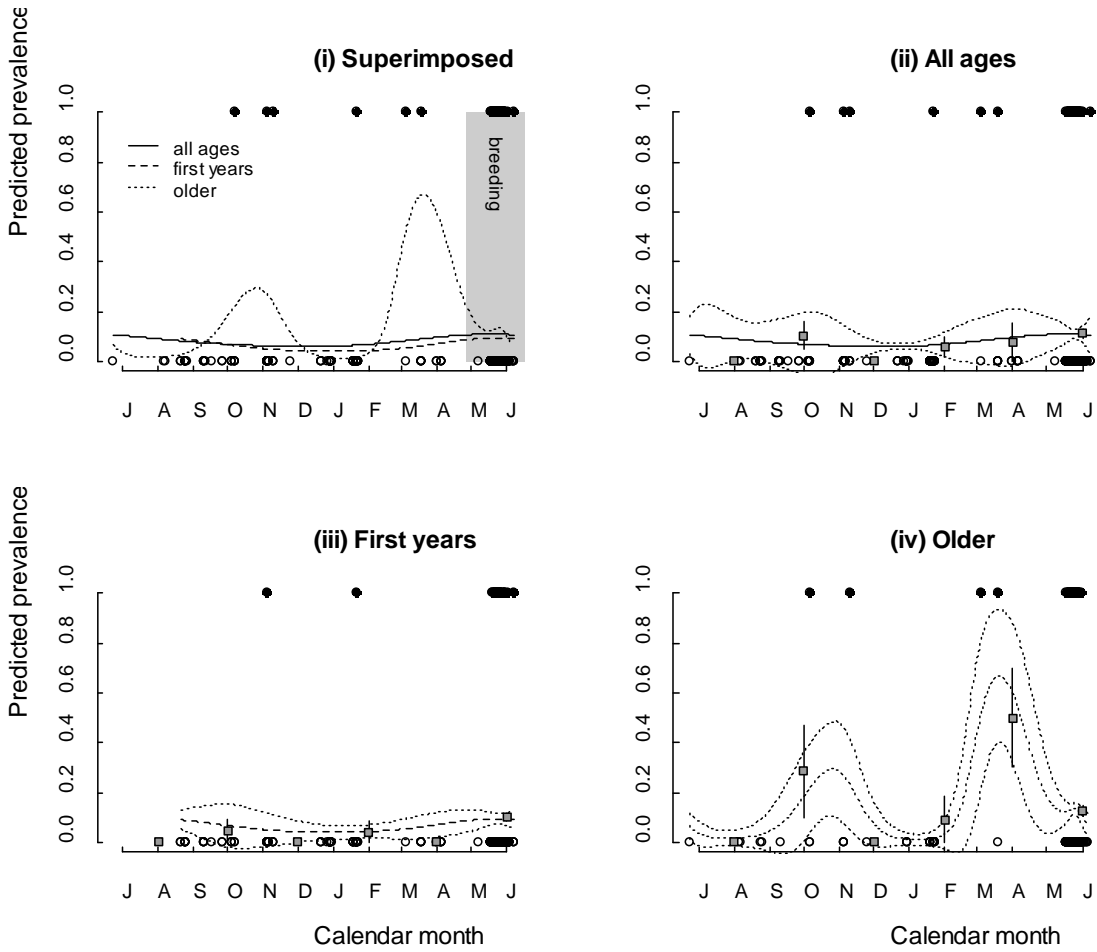 (i) Superimposed
Predicted prevalence
0.0 0.2 0.4 0.6 0.8 1.0
all ages
first years
older
breeding
J A S O N D J F M A M J
(ii) All ages
0.0 0.2 0.4 0.6 0.8 1.0
J A S O N D J F M A M J
(iii) First years
Predicted prevalence
0.0 0.2 0.4 0.6 0.8 1.0
J A S O N D J F M A M J
Calendar month
(iv) Older
0.0 0.2 0.4 0.6 0.8 1.0
J A S O N D J F M A M J
Calendar month